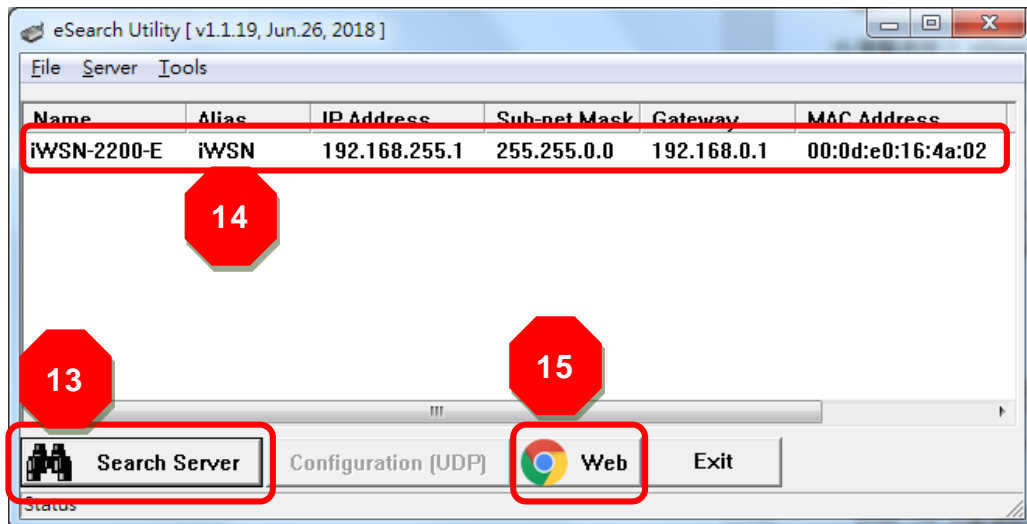 eSearch Utility [ v1.1.19, Jun.26, 2018 ]
File Server Tools
Name Alias IP Address Sub-net Mask Gateway MAC Address
iWSN-2200-E iWSN 192.168.255.1 255.255.0.0 192.168.0.1 00:0d:e0:16:4a:02
14
13 15
Search Server Configuration (UDP) Web Exit
Status